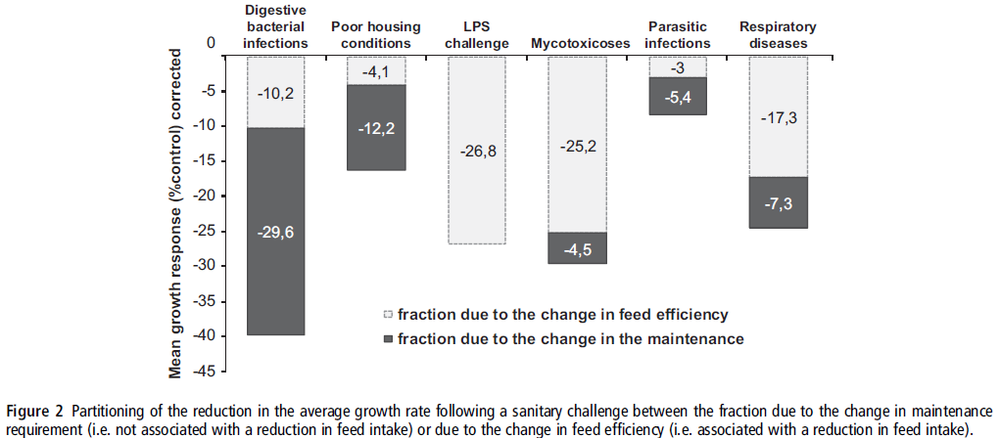 Digestive
bacterial
infections
Poor housing
conditions
LPS
challenge
Mycotoxicoses
Parasitic
infections
Respiratory
diseases
Mean growth response (%control) corrected
0
-5
-10
-15
-20
-25
-30
-35
-40
-45
-10,2
-29,6
-4,1
-12,2
-26,8
-25,2
-4,5
-3
-5,4
-17,3
-7,3
fraction due to the change in feed efficiency
fraction due to the change in the maintenance
Figure 2 Partitioning of the reduction in the average growth rate following a sanitary challenge between the fraction due to the change in maintenance
requirement (i.e. not associated with a reduction in feed intake) or due to the change in feed efficiency (i.e. associated with a reduction in feed intake).